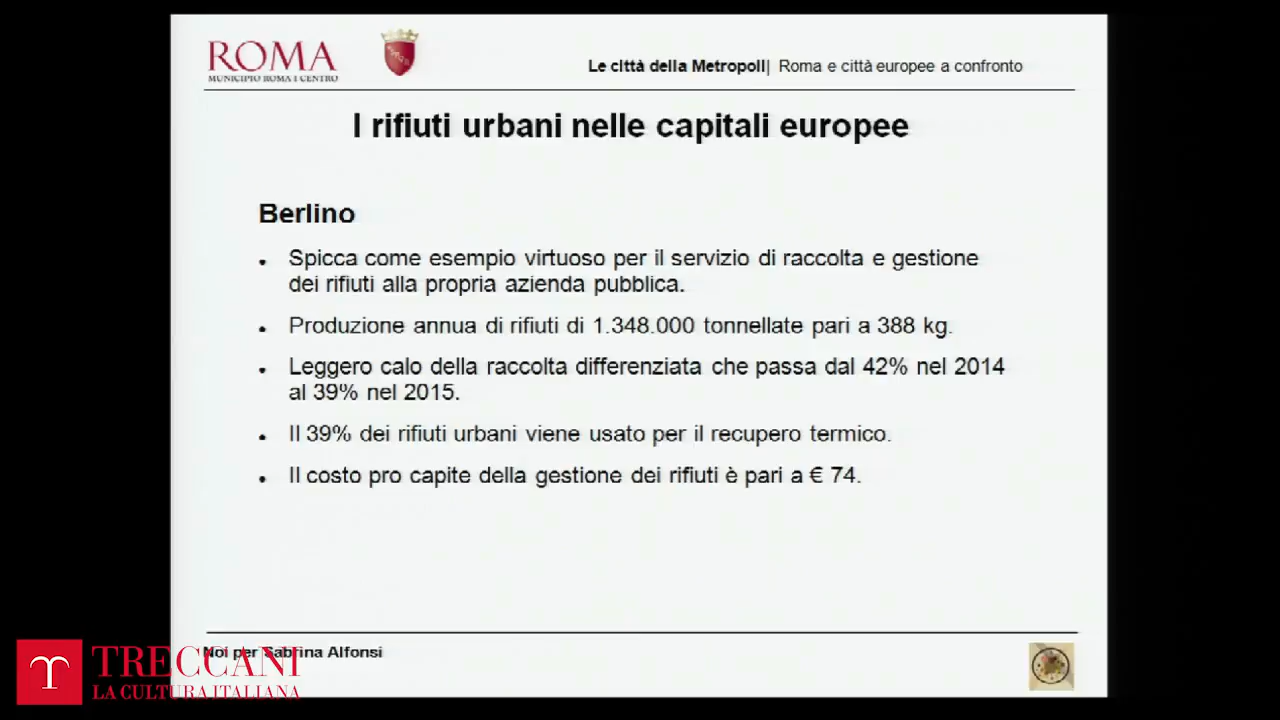 ROMA
MUNICIPIO ROMA I CENTRO
Le città della Metropoli| Roma e città europee a confronto
I rifiuti urbani nelle capitali europee
Berlino
• Spicca come esempio virtuoso per il servizio di raccolta e gestione
dei rifiuti alla propria azienda pubblica.
• Produzione annua di rifiuti di 1.348.000 tonnellate pari a 388 kg.
• Leggero calo della raccolta differenziata che passa dal 42% nel 2014
al 39% nel 2015.
• Il 39% dei rifiuti urbani viene usato per il recupero termico.
• Il costo pro capite della gestione dei rifiuti è pari a € 74.
Noi per Sabrina Alfonsi
TRECCANI
LA CULTURA ITALIANA